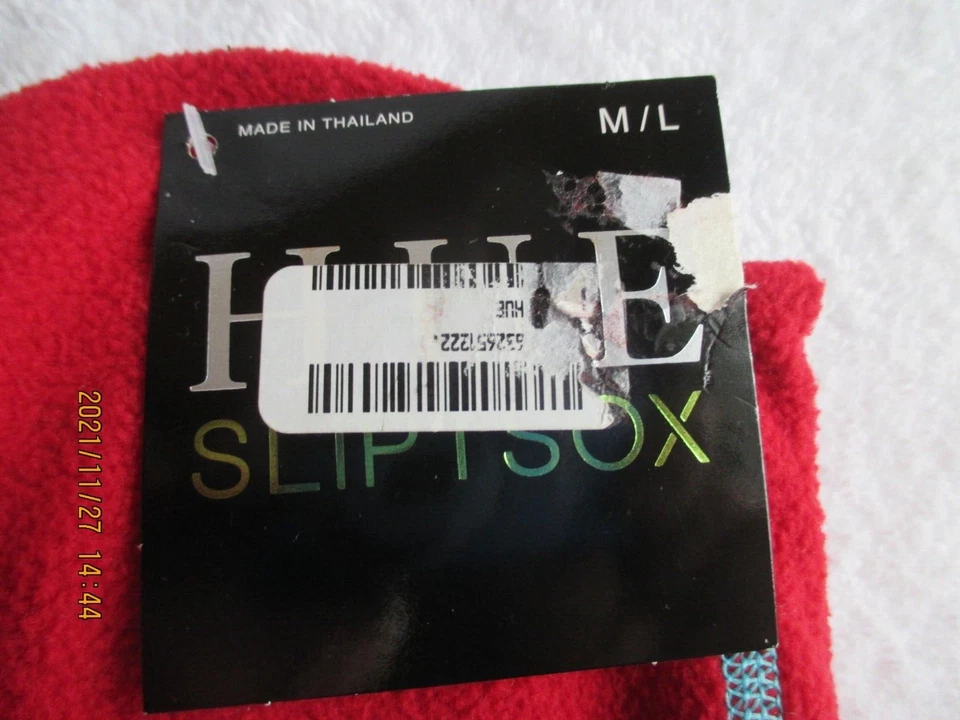 MADE IN THAILAND
M/L
HUE
HUE
SLIPTSOX
2021/11/27 14:44